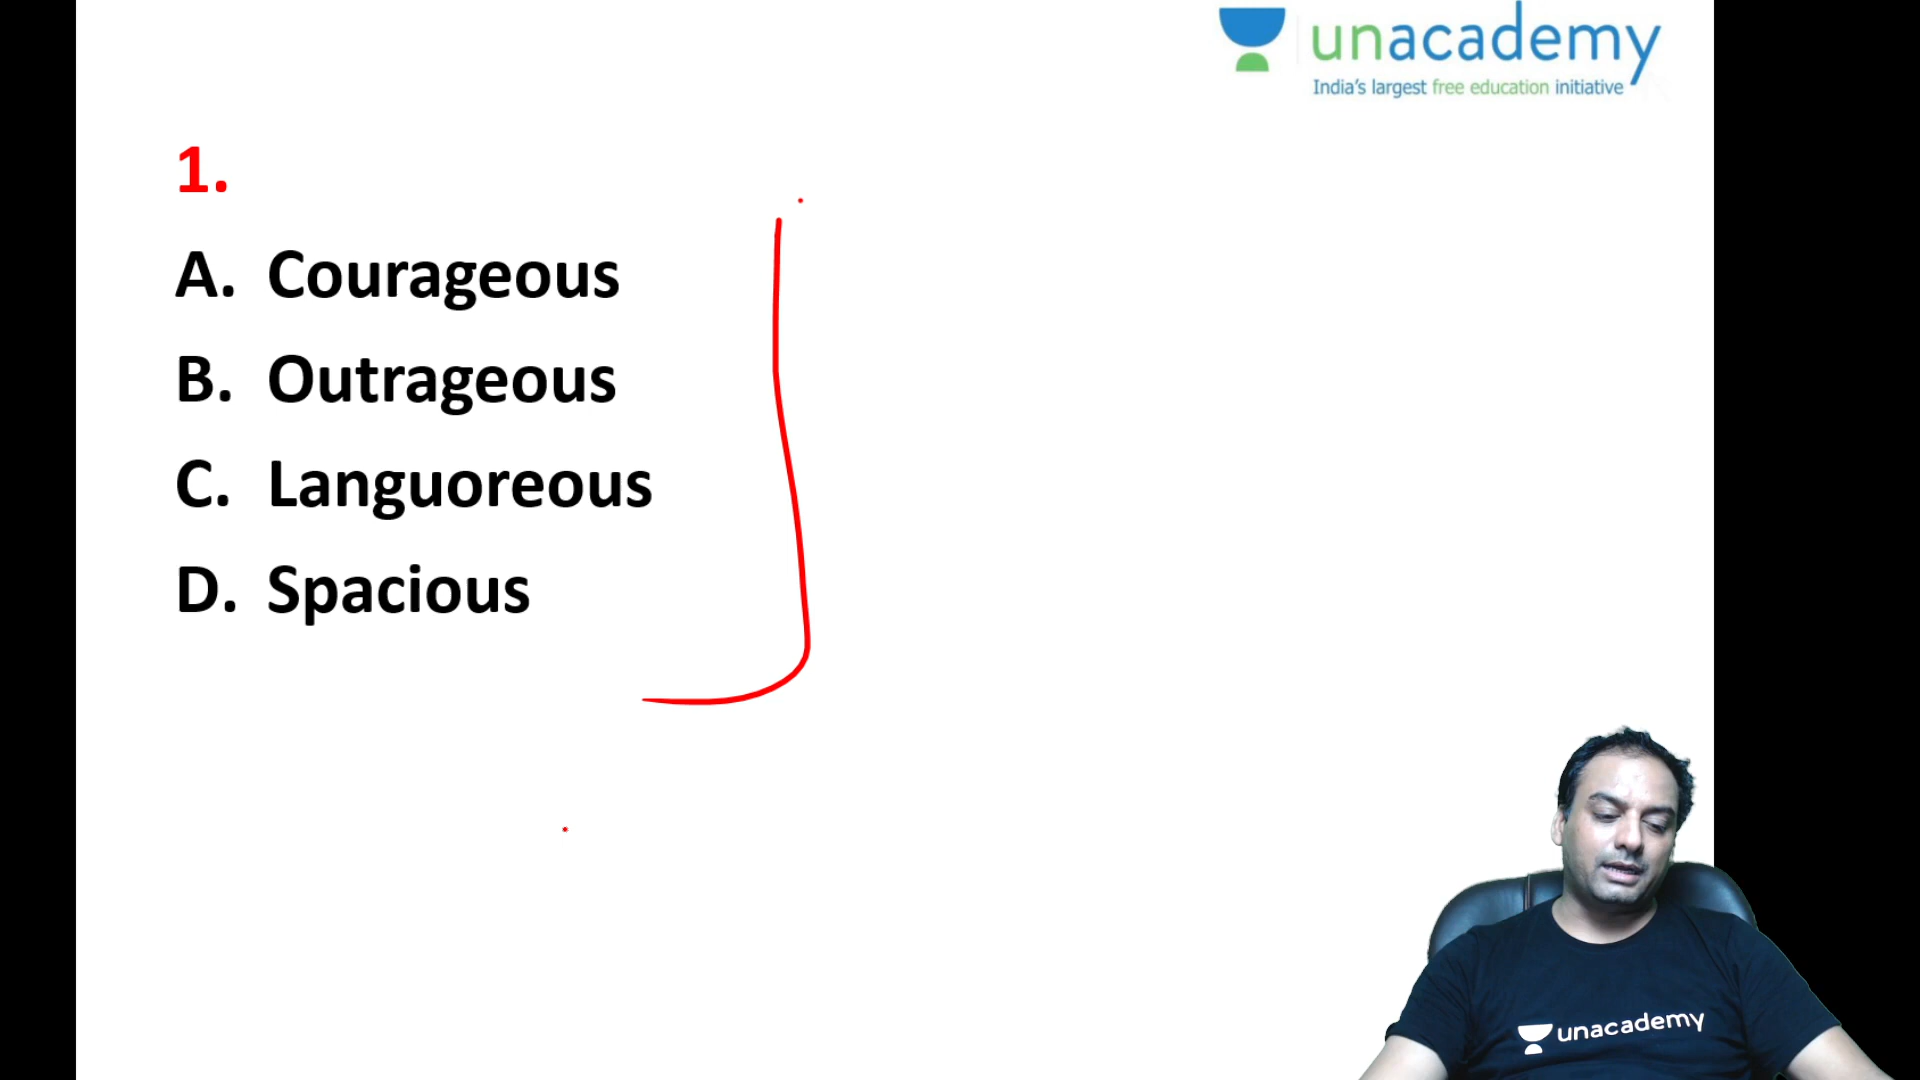 unacademy
India's largest free education initiative
1.
A. Courageous
B. Outrageous
C. Languoreous
D. Spacious
unacademy